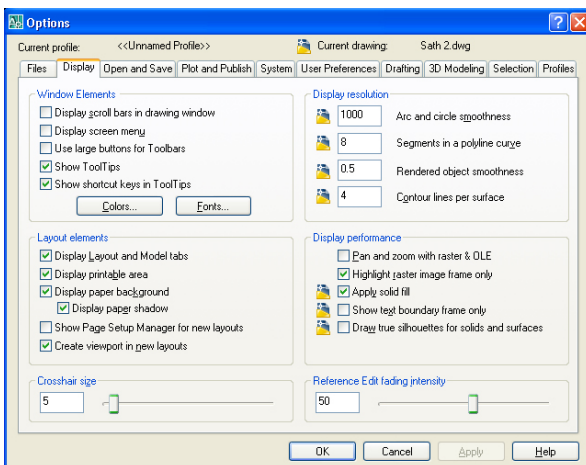 Options
Current profile: <<Unnamed Profile>> Current drawing: Sath 2.dwg
Files Display Open and Save Plot and Publish System User Preferences Drafting 3D Modeling Selection Profiles
Window Elements
Display scroll bars in drawing window
Display screen menu
Use large buttons for Toolbars
Show ToolTips
Show shortcut keys in ToolTips
Colors... Fonts...
Display resolution
1000 Arc and circle smoothness
8 Segments in a polyline curve
0.5 Rendered object smoothness
4 Contour lines per surface
Layout elements
Display Layout and Model tabs
Display printable area
Display paper background
Display paper shadow
Show Page Setup Manager for new layouts
Create viewport in new layouts
Display performance
Pan and zoom with raster & OLE
Highlight raster image frame only
Apply solid fill
Show text boundary frame only
Draw true silhouettes for solids and surfaces
Crosshair size
5
Reference Edit fading intensity
50
OK Cancel Apply Help